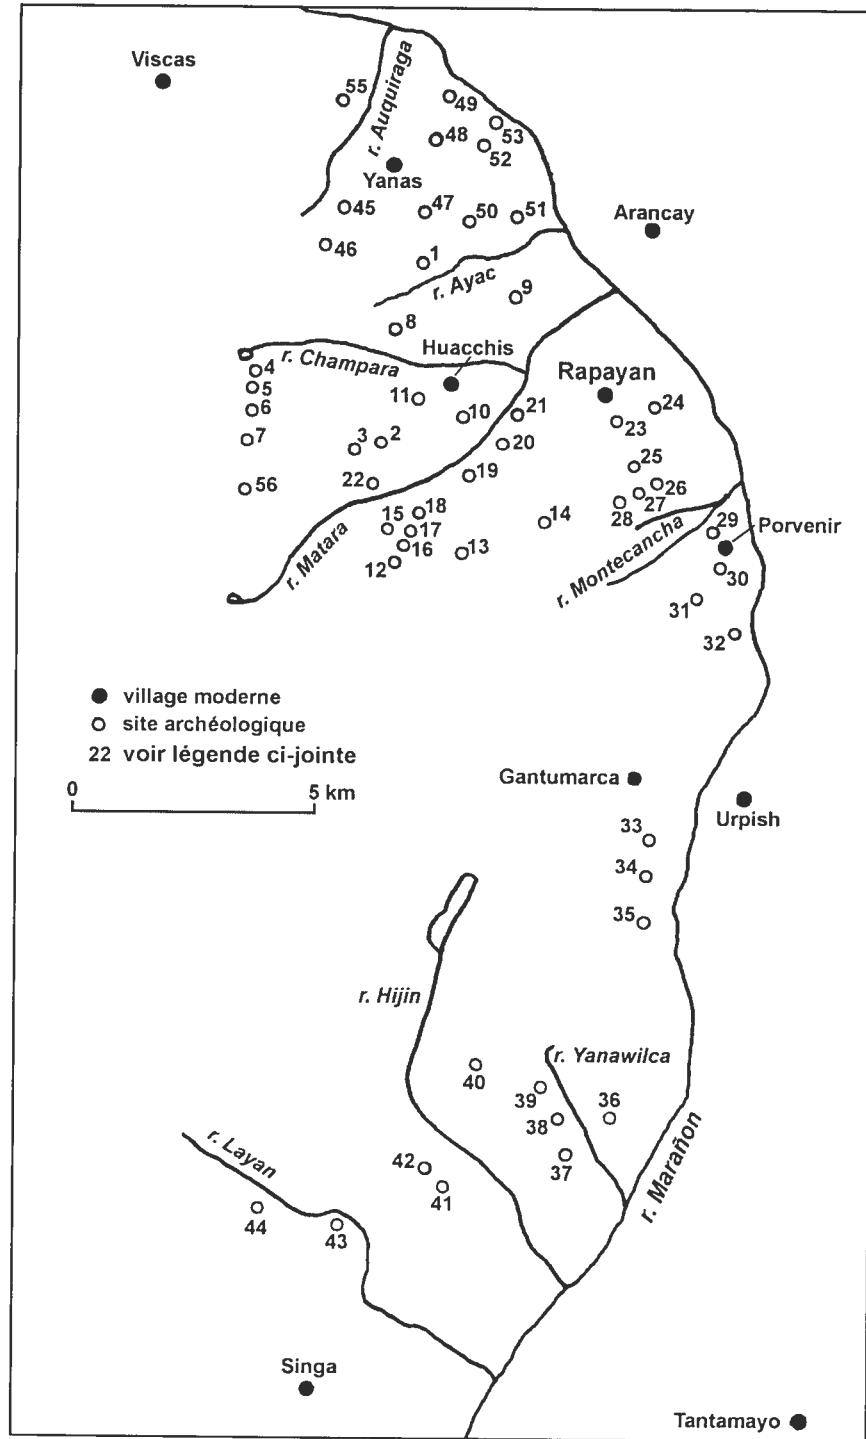 Viscas
55
r. Auquiraga
49
53
48
52
Yanas
45
47
50
51
Arancay
46
1
r. Ayac
9
8
r. Champara
Huacchis
4
5
6
7
56
11
10
21
Rapayan
24
23
3
2
20
25
22
19
26
27
28
18
15
17
16
14
13
12
r. Matara
r. Montecancha
29
Porvenir
30
31
32
village moderne
site archéologique
22 voir légende ci-jointe
0 5 km
Gantumarca
Urpish
33
34
35
r. Hijin
r. Yanawilca
40
39
36
38
37
r. Marañon
r. Layan
42
41
44
43
Singa
Tantamayo